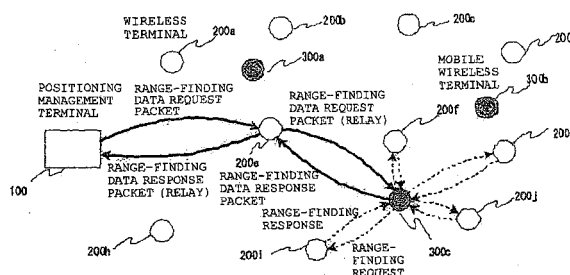 WIRELESS
TERMINAL
200a
200b
200c
200
300a
MOBILE
WIRELESS
TERMINAL
300b
POSITIONING
MANAGEMENT
TERMINAL
RANGE-FINDING
DATA REQUEST
PACKET
RANGE-FINDING
DATA REQUEST
PACKET (RELAY)
200f
200e
200
100
RANGE-FINDING
DATA RESPONSE
PACKET (RELAY)
RANGE-FINDING
DATA RESPONSE
PACKET
RANGE-FINDING
RESPONSE
200j
200h
200i
300c
RANGE-
FINDING
REQUEST